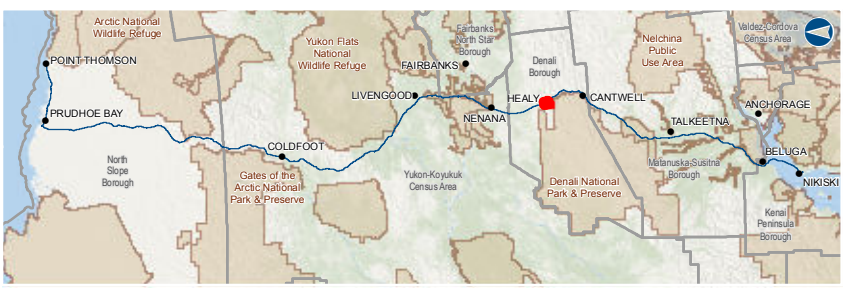 Arctic National
Wildlife Refuge
POINT THOMSON
PRUDHOE BAY
North
Slope
Borough
COLDFOOT
Gates of the
Arctic National
Park & Preserve
Yukon Flats
National
Wildlife Refuge
LIVENGOOD
Fairbanks
North Star
Borough
FAIRBANKS
NENANA
Yukon-Koyukuk
Census Area
Denali
Borough
HEALY
CANTWELL
Denali National
Park & Preserve
Nelchina
Public
Use Area
TALKEETNA
Matanuska-Susitna
Borough
Valdez-Cordova
Census Area
ANCHORAGE
BELUGA
NIKISKI
Kenai
Peninsula
Borough